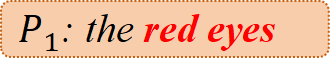 P₁: the red eyes